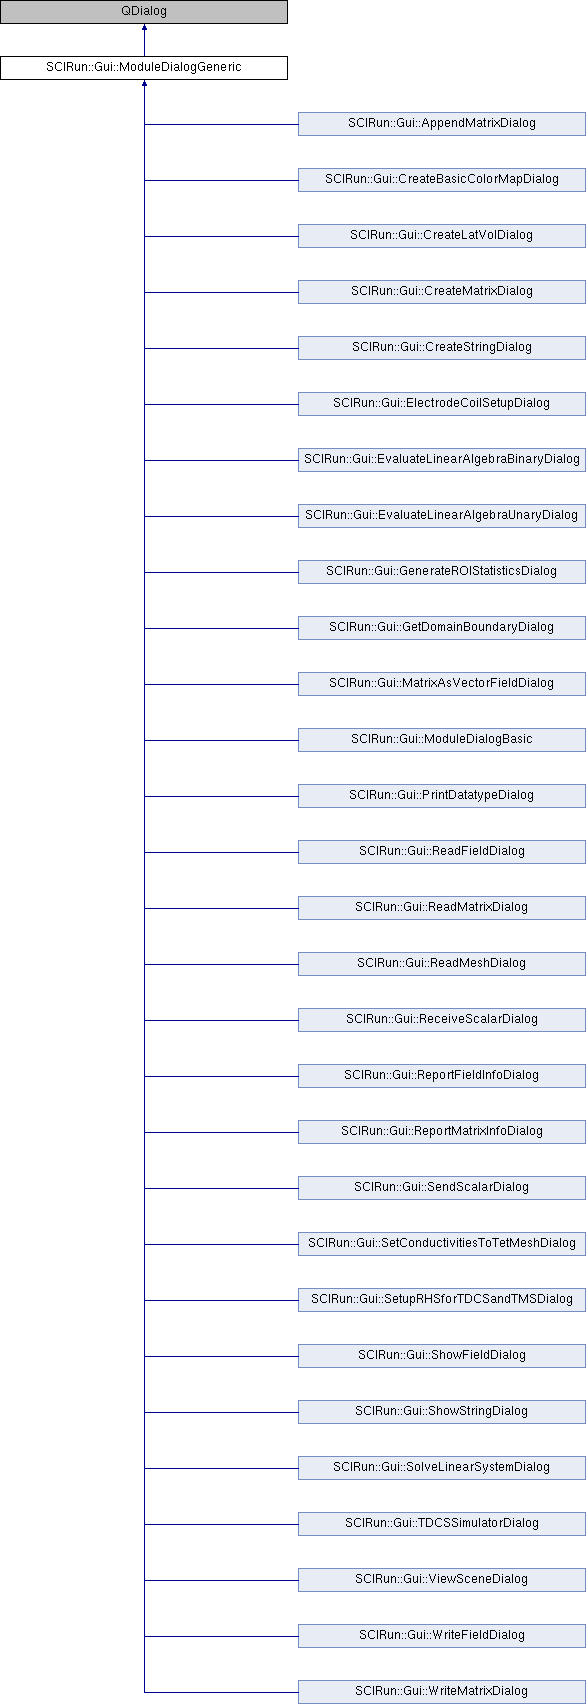 QDialog
SCIRun::Gui::ModuleDialogGeneric
SCIRun::Gui::AppendMatrixDialog
SCIRun::Gui::CreateBasicColorMapDialog
SCIRun::Gui::CreateLatVolDialog
SCIRun::Gui::CreateMatrixDialog
SCIRun::Gui::CreateStringDialog
SCIRun::Gui::ElectrodeCoilSetupDialog
SCIRun::Gui::EvaluateLinearAlgebraBinaryDialog
SCIRun::Gui::EvaluateLinearAlgebraUnaryDialog
SCIRun::Gui::GenerateROIStatisticsDialog
SCIRun::Gui::GetDomainBoundaryDialog
SCIRun::Gui::MatrixAsVectorFieldDialog
SCIRun::Gui::ModuleDialogBasic
SCIRun::Gui::PrintDatatypeDialog
SCIRun::Gui::ReadFieldDialog
SCIRun::Gui::ReadMatrixDialog
SCIRun::Gui::ReadMeshDialog
SCIRun::Gui::ReceiveScalarDialog
SCIRun::Gui::ReportFieldInfoDialog
SCIRun::Gui::ReportMatrixInfoDialog
SCIRun::Gui::SendScalarDialog
SCIRun::Gui::SetConductivitiesToTetMeshDialog
SCIRun::Gui::SetupRHSforTDCSandTMSDialog
SCIRun::Gui::ShowFieldDialog
SCIRun::Gui::ShowStringDialog
SCIRun::Gui::SolveLinearSystemDialog
SCIRun::Gui::TDCSSimulatorDialog
SCIRun::Gui::ViewSceneDialog
SCIRun::Gui::WriteFieldDialog
SCIRun::Gui::WriteMatrixDialog